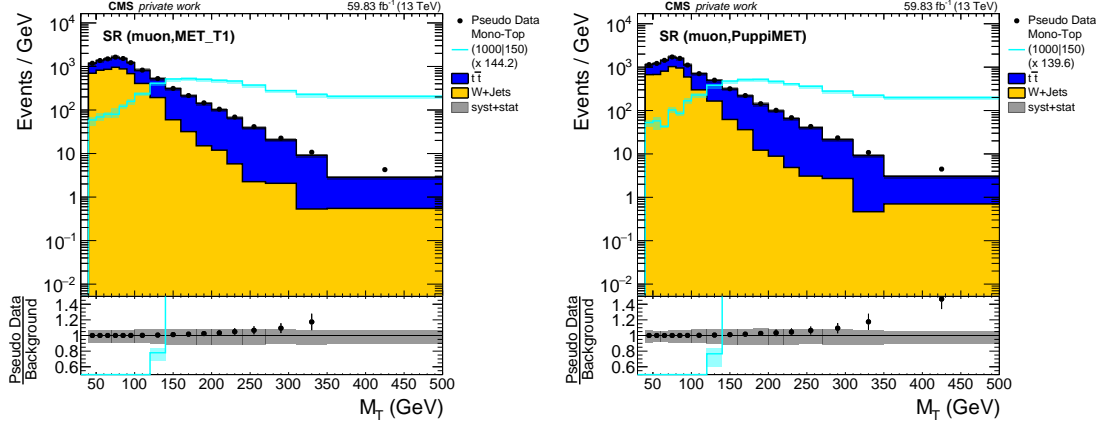 CMS private work 59.83 fb⁻¹ (13 TeV)
SR (muon,MET_T1)
Events / GeV
10⁴
10³
10²
10
1
10⁻¹
10⁻²
Pseudo Data
Mono-Top
(1000|150)
(x 144.2)
tt̅
W+Jets
syst+stat
Pseudo Data
Background
1.4
1.2
1
0.8
0.6
50 100 150 200 250 300 350 400 450 500
M_T (GeV)
CMS private work 59.83 fb⁻¹ (13 TeV)
SR (muon,PuppiMET)
Events / GeV
10⁴
10³
10²
10
1
10⁻¹
10⁻²
Pseudo Data
Mono-Top
(1000|150)
(x 139.6)
tt̅
W+Jets
syst+stat
Pseudo Data
Background
1.4
1.2
1
0.8
0.6
50 100 150 200 250 300 350 400 450 500
M_T (GeV)